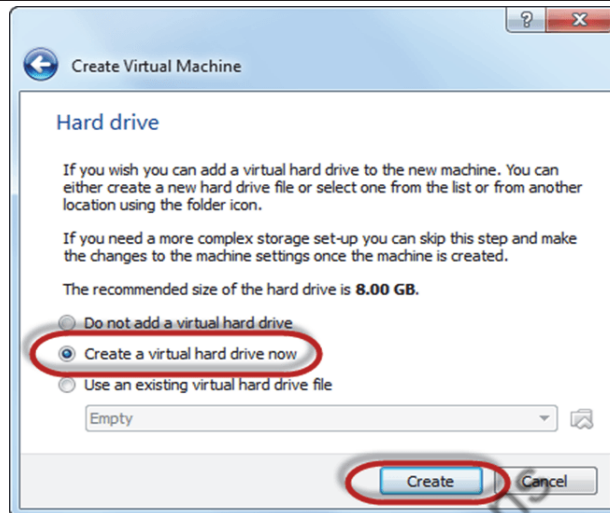 ?
Create Virtual Machine
Hard drive
If you wish you can add a virtual hard drive to the new machine. You can
either create a new hard drive file or select one from the list or from another
location using the folder icon.
If you need a more complex storage set-up you can skip this step and make
the changes to the machine settings once the machine is created.
The recommended size of the hard drive is 8.00 GB.
Do not add a virtual hard drive
Create a virtual hard drive now
Use an existing virtual hard drive file
Empty
Create Cancel
ns